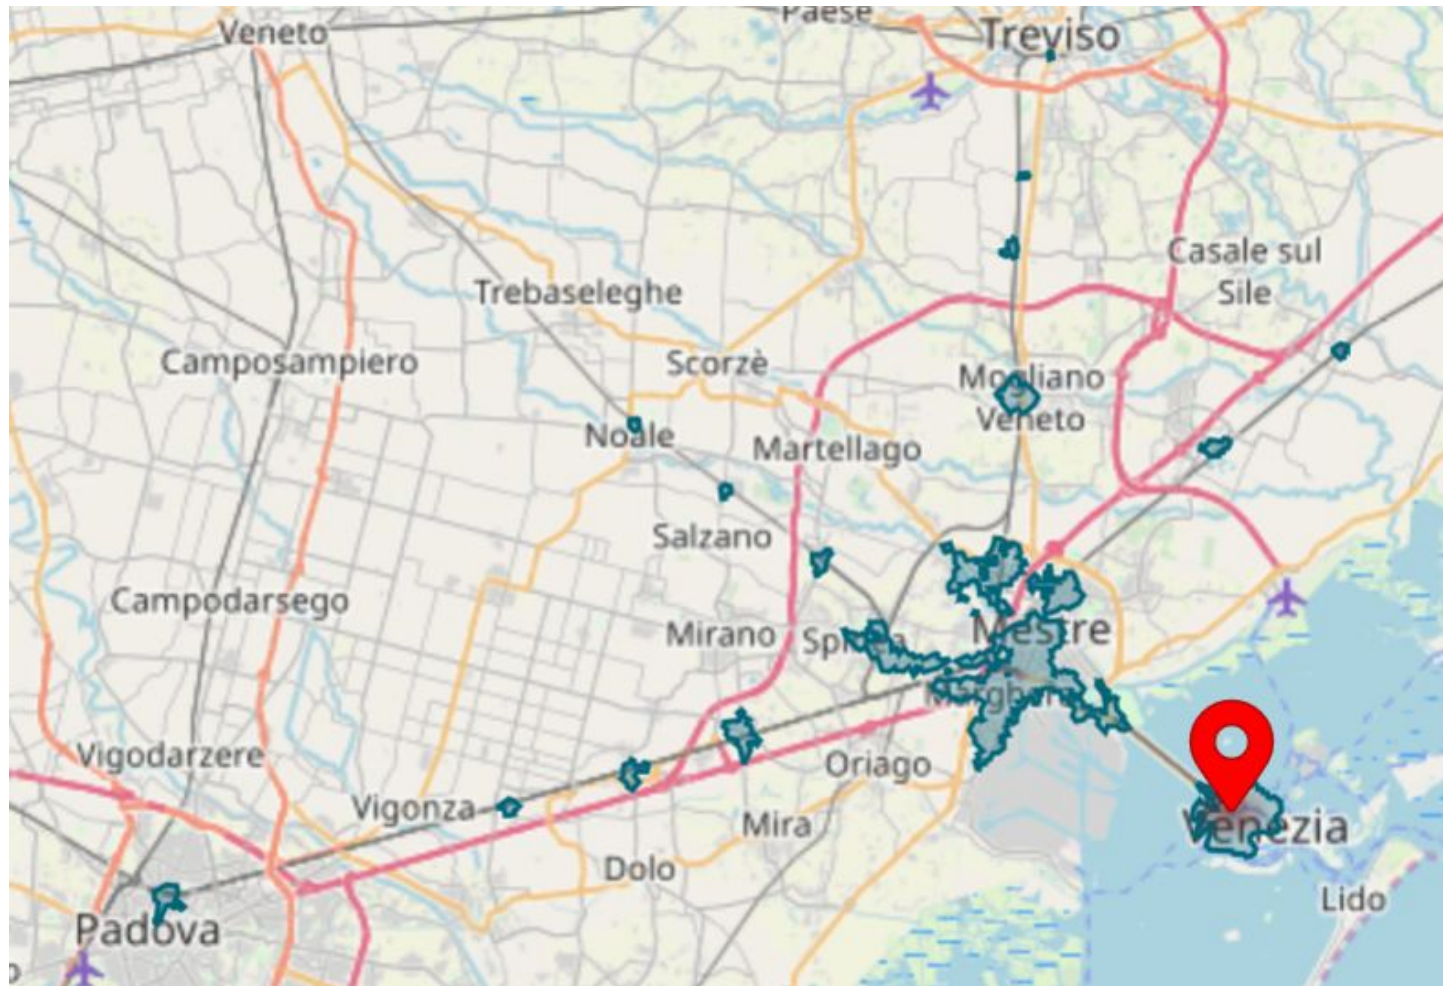 Paese
Veneto
Treviso
Casale sul
Sile
Trebaseleghe
Camposampiero
Scorzè
Mogliano
Veneto
Noale
Martellago
Salzano
Campodarsego
Mirano
Mestre
Vigodarzere
Oriago
Vigonza
Mira
Venezia
Dolo
Lido
Padova